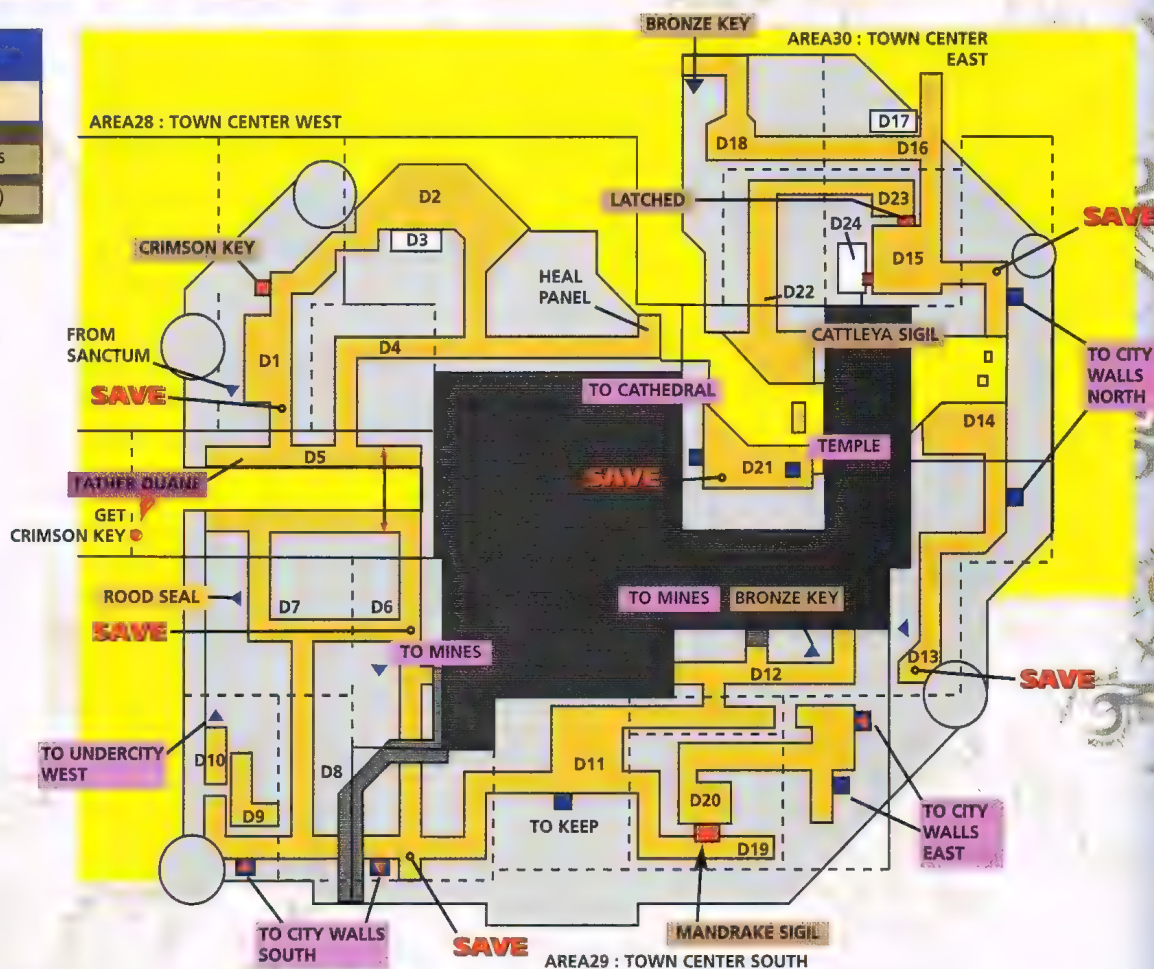 BRONZE KEY
AREA30 : TOWN CENTER
EAST
AREA28 : TOWN CENTER WEST
D17
D18
D16
D2
LATCHED
D23
SAVE
D3
D24
CRIMSON KEY
D15
HEAL
PANEL
D22
FROM
SANCTUM
D1
D4
CATTLEYA SIGIL
TO CITY
WALLS
NORTH
TO CATHEDRAL
SAVE
D14
TEMPLE
D5
D21
SAVE
FATHER DUANE
GET
CRIMSON KEY
ROOD SEAL
D7
D6
TO MINES
BRONZE KEY
SAVE
TO MINES
D13
D12
SAVE
TO UNDERCITY
WEST
D10
D8
D11
D9
D20
TO KEEP
D19
TO CITY
WALLS
EAST
TO CITY WALLS
SOUTH
SAVE
MANDRAKE SIGIL
AREA29 : TOWN CENTER SOUTH